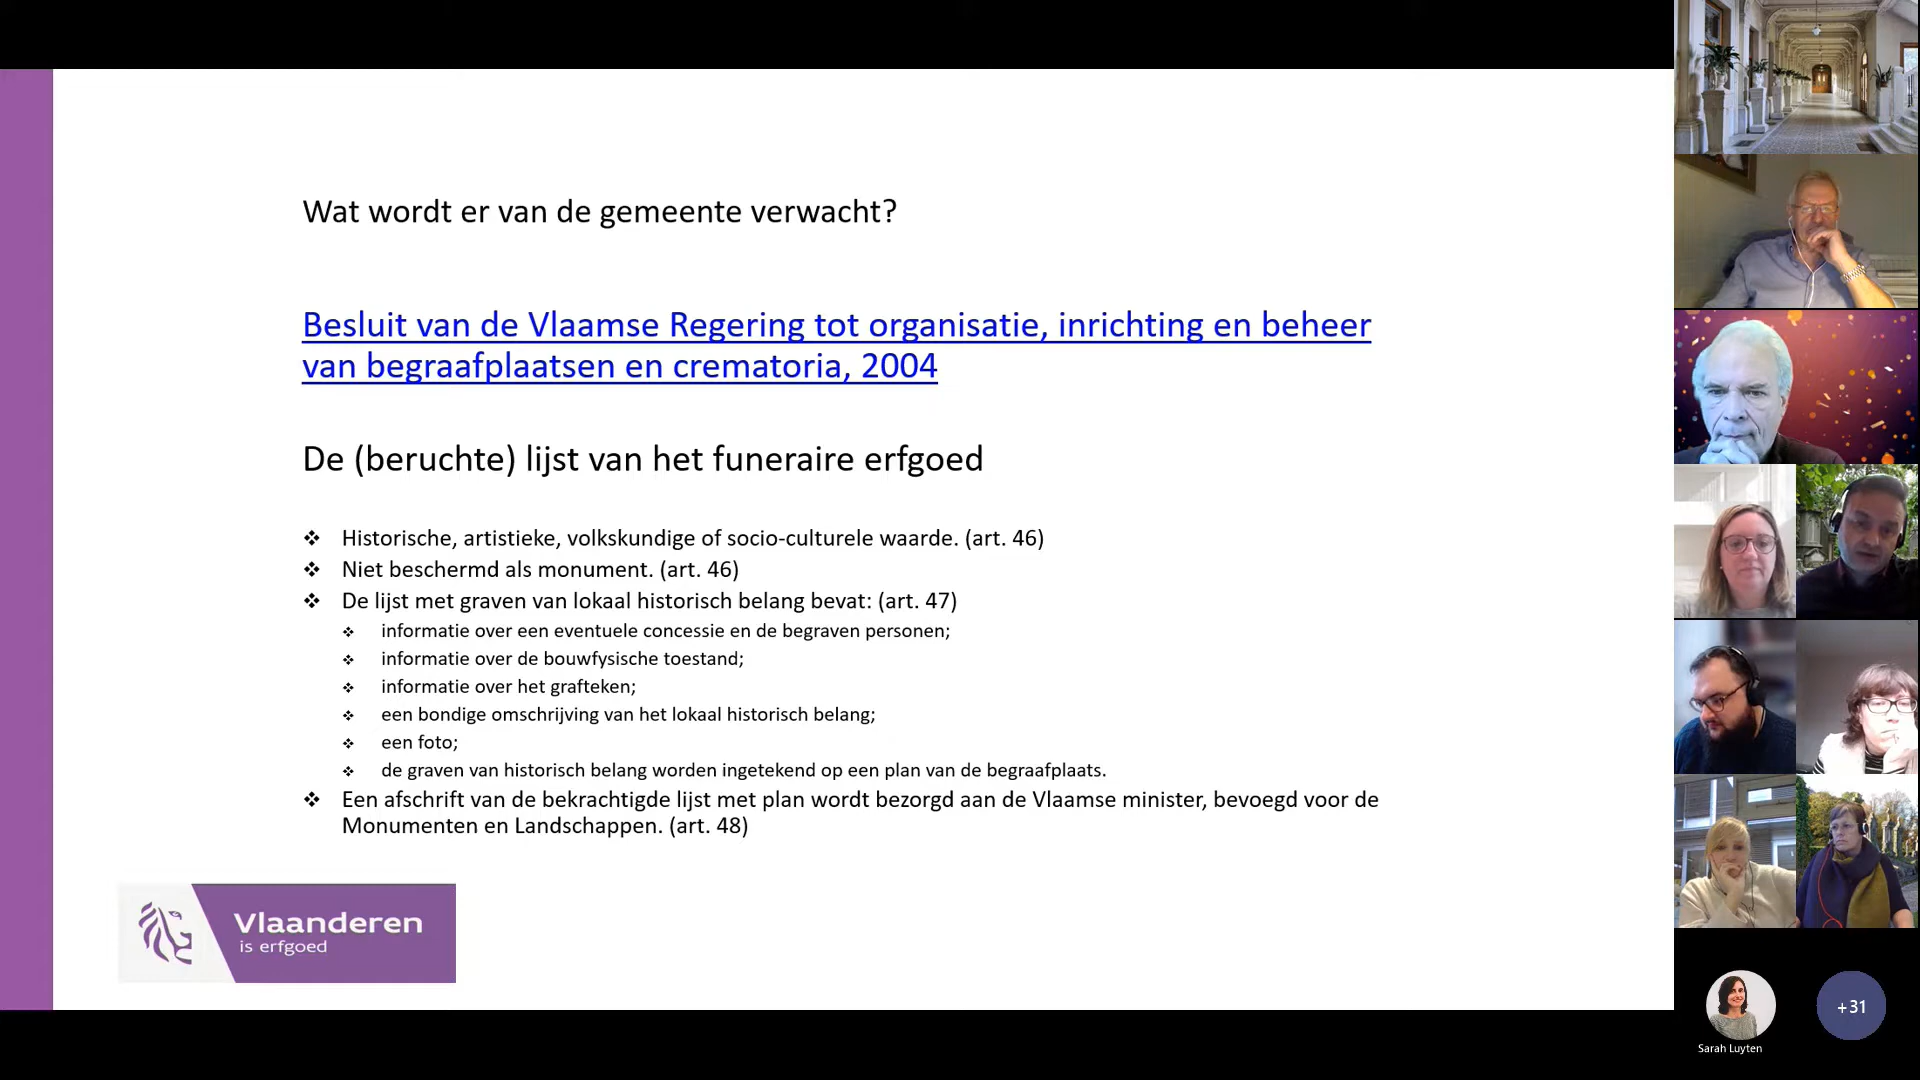 Wat wordt er van de gemeente verwacht?
Besluit van de Vlaamse Regering tot organisatie, inrichting en beheer
van begraafplaatsen en crematoria, 2004
De (beruchte) lijst van het funeraire erfgoed
❖ Historische, artistieke, volkskundige of socio-culturele waarde. (art. 46)
❖ Niet beschermd als monument. (art. 46)
❖ De lijst met graven van lokaal historisch belang bevat: (art. 47)
❖ informatie over een eventuele concessie en de begraven personen;
❖ informatie over de bouwfysische toestand;
❖ informatie over het grafteken;
❖ een bondige omschrijving van het lokaal historisch belang;
❖ een foto;
❖ de graven van historisch belang worden ingetekend op een plan van de begraafplaats.
❖ Een afschrift van de bekrachtigde lijst met plan wordt bezorgd aan de Vlaamse minister, bevoegd voor de
Monumenten en Landschappen. (art. 48)
Vlaanderen
is erfgoed
+31
Sarah Luyten